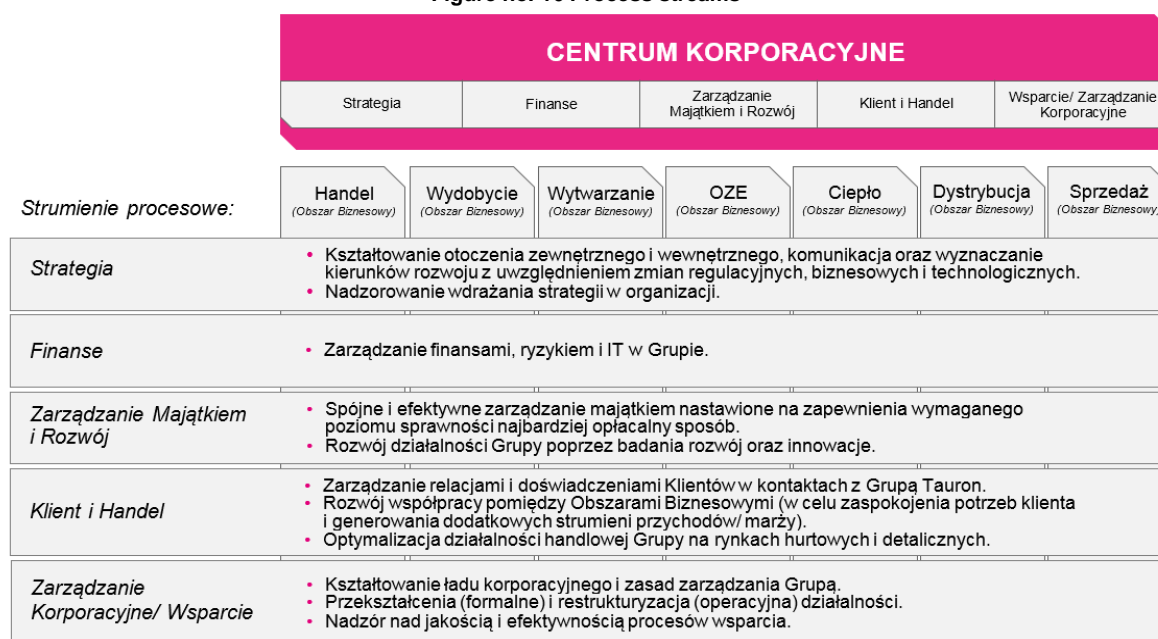 CENTRUM KORPORACYJNE
Strategia
Finanse
Zarządzanie
Majątkiem i Rozwój
Klient i Handel
Wsparcie/ Zarządzanie
Korporacyjne
Strumienie procesowe:
Handel
(Obszar Biznesowy)
Wydobycie
(Obszar Biznesowy)
Wytwarzanie
(Obszar Biznesowy)
OZE
(Obszar Biznesowy)
Ciepło
(Obszar Biznesowy)
Dystrybucja
(Obszar Biznesowy)
Sprzedaż
(Obszar Biznesowy)
Strategia
• Kształtowanie otoczenia zewnętrznego i wewnętrznego, komunikacja oraz wyznaczanie
kierunków rozwoju z uwzględnieniem zmian regulacyjnych, biznesowych i technologicznych.
• Nadzorowanie wdrażania strategii w organizacji.
Finanse
• Zarządzanie finansami, ryzykiem i IT w Grupie.
Zarządzanie Majątkiem
i Rozwój
• Spójne i efektywne zarządzanie majątkiem nastawione na zapewnienia wymaganego
poziomu sprawności najbardziej opłacalny sposób.
• Rozwój działalności Grupy poprzez badania rozwój oraz innowacje.
Klient i Handel
• Zarządzanie relacjami i doświadczeniami Klientów w kontaktach z Grupą Tauron.
• Rozwój współpracy pomiędzy Obszarami Biznesowymi (w celu zaspokojenia potrzeb klienta
i generowania dodatkowych strumieni przychodów/ marży).
• Optymalizacja działalności handlowej Grupy na rynkach hurtowych i detalicznych.
Zarządzanie
Korporacyjne/ Wsparcie
• Kształtowanie ładu korporacyjnego i zasad zarządzania Grupą.
• Przekształcenia (formalne) i restrukturyzacja (operacyjna) działalności.
• Nadzór nad jakością i efektywnością procesów wsparcia.